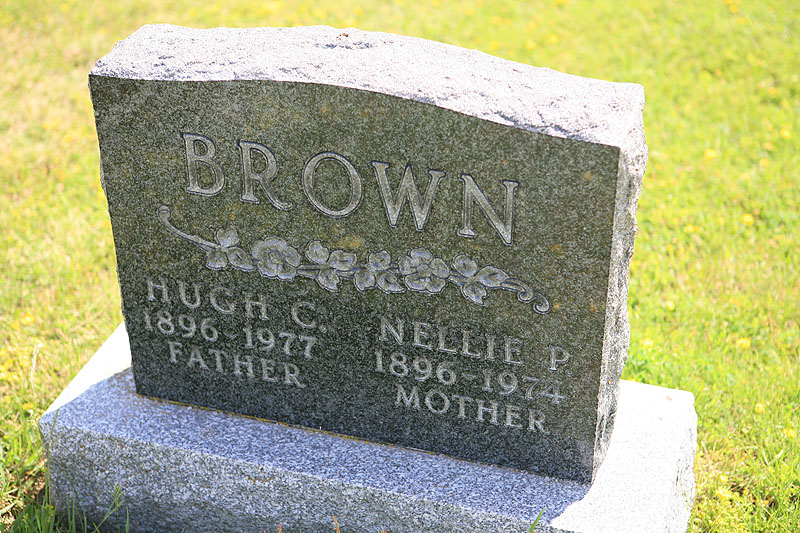 BROWN
HUGH C.
1896-1977
FATHER
NELLIE P
1896-1974
MOTHER